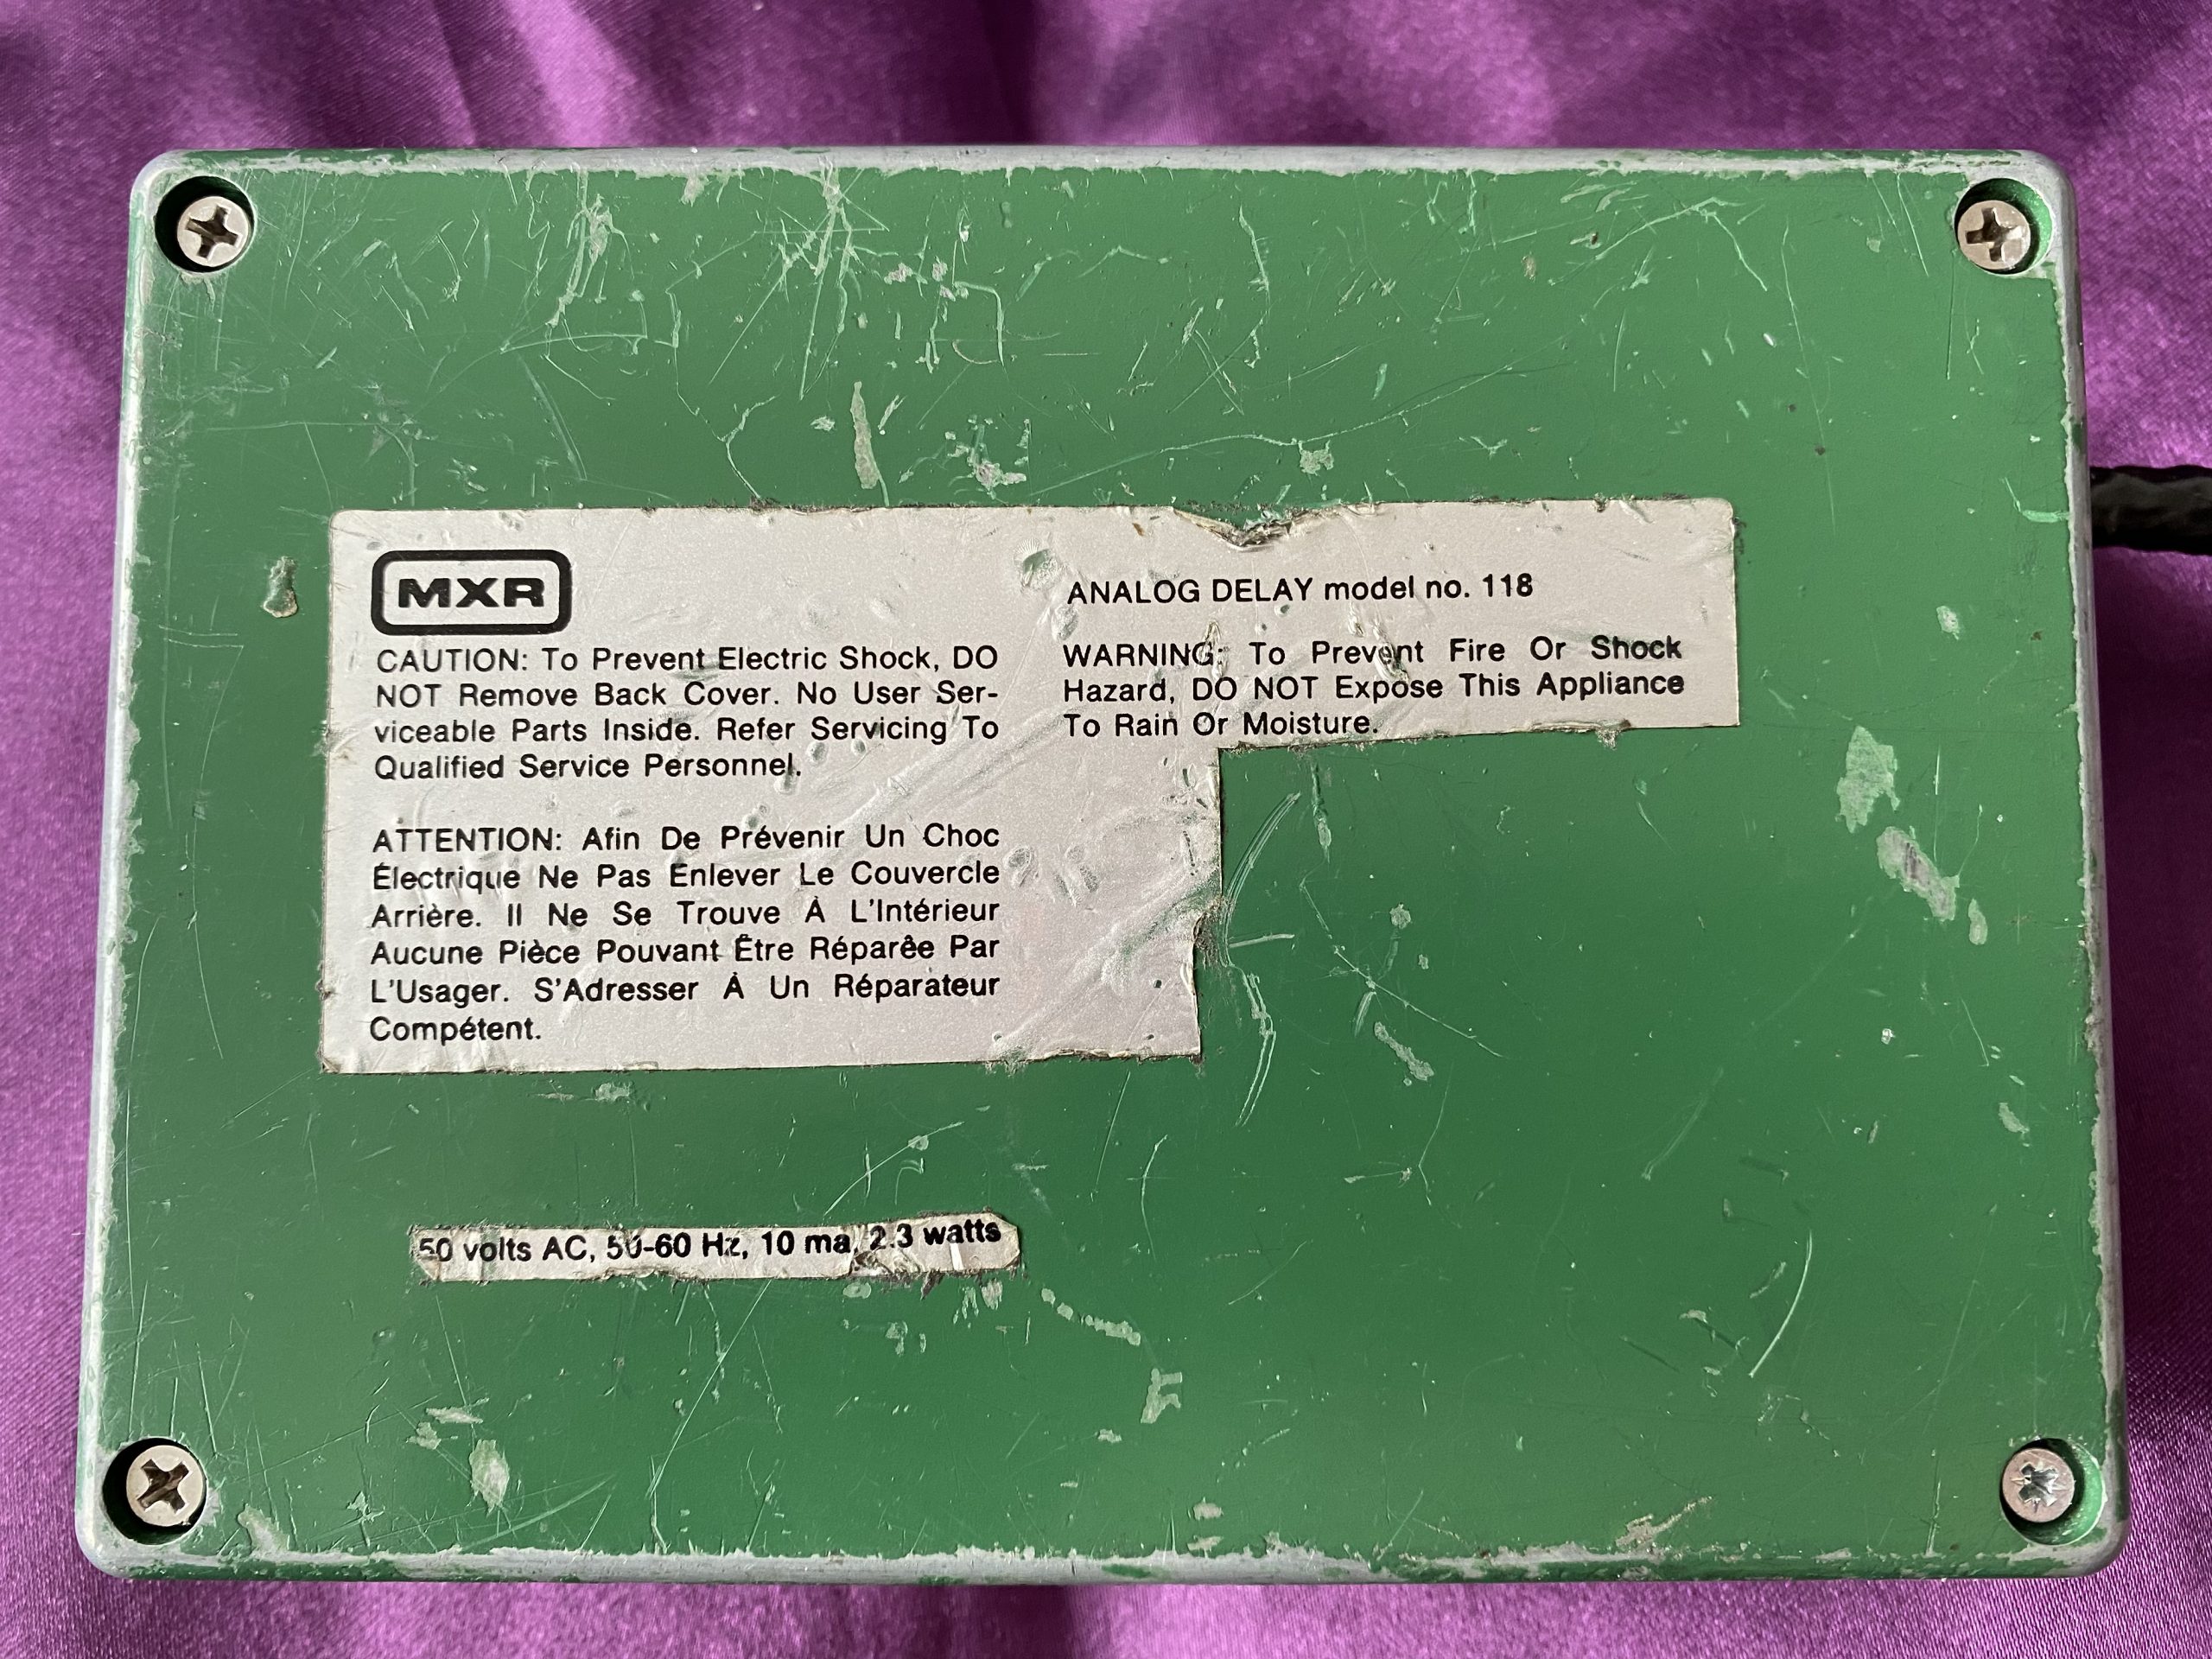 MXR
CAUTION: To Prevent Electric Shock, DO
NOT Remove Back Cover. No User Ser-
viceable Parts Inside. Refer Servicing To
Qualified Service Personnel.
ATTENTION: Afin De Prévenir Un Choc
Électrique Ne Pas Enlever Le Couvercle
Arrière. Il Ne Se Trouve À L'Intérieur
Aucune Pièce Pouvant Être Réparêe Par
L'Usager. S'Adresser À Un Réparateur
Compétent.
ANALOG DELAY model no. 118
WARNING: To Prevent Fire Or Shock
Hazard, DO NOT Expose This Appliance
To Rain Or Moisture.
50 volts AC, 50-60 Hz, 10 ma, 2.3 watts